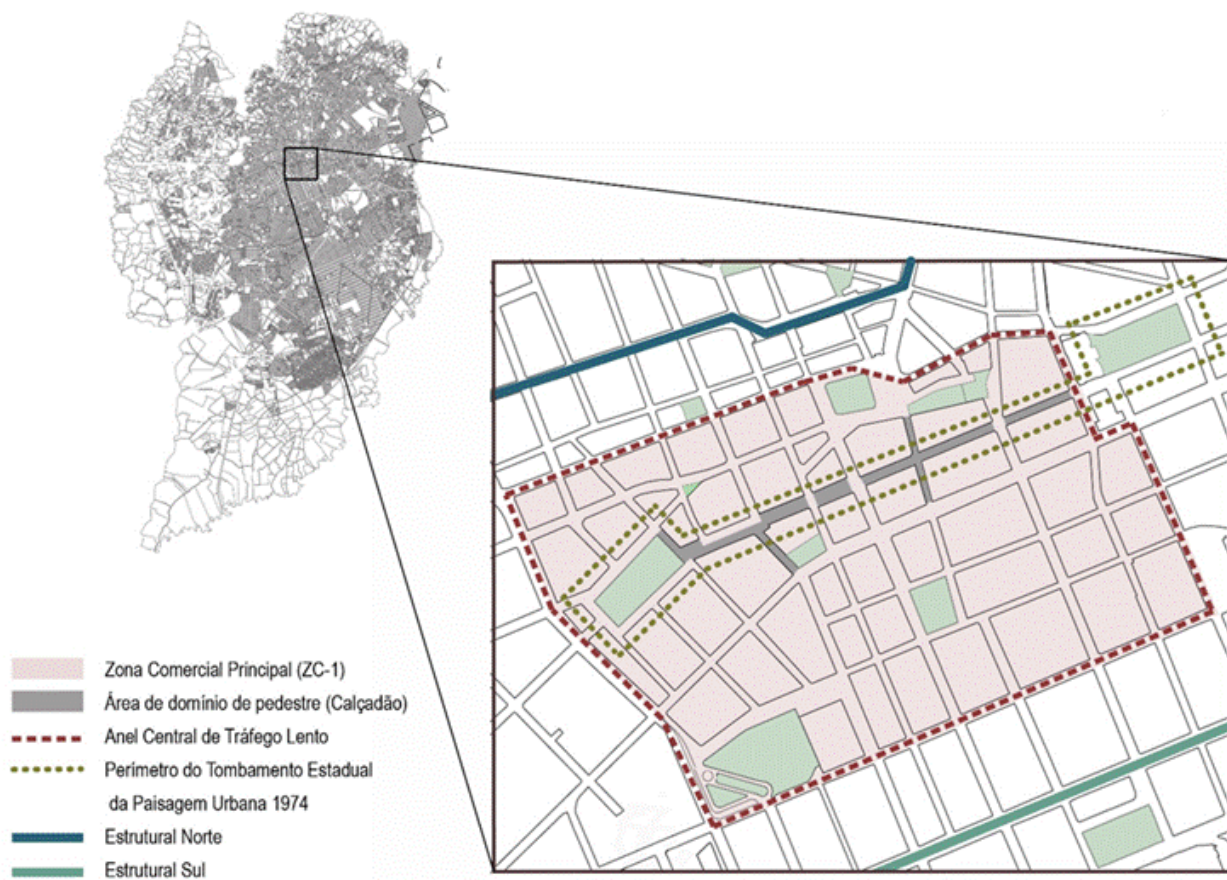 Zona Comercial Principal (ZC-1)
Área de domínio de pedestre (Calçadão)
Anel Central de Tráfego Lento
Perímetro do Tombamento Estadual
da Paisagem Urbana 1974
Estrutural Norte
Estrutural Sul